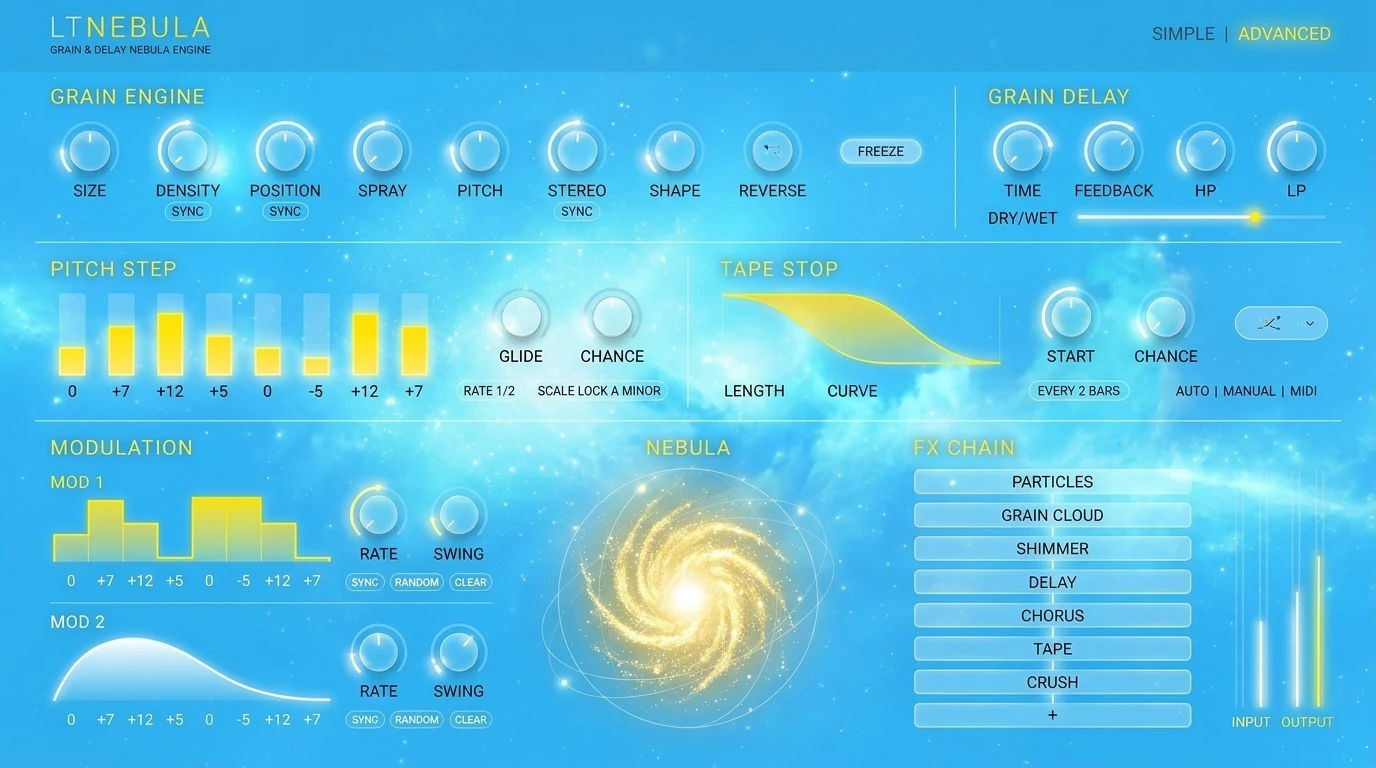 LTNEBULA
GRAIN & DELAY NEBULA ENGINE
SIMPLE | ADVANCED
GRAIN ENGINE
SIZE DENSITY POSITION SPRAY PITCH STEREO SHAPE REVERSE FREEZE
SYNC SYNC SYNC
GRAIN DELAY
TIME FEEDBACK HP LP
DRY/WET
PITCH STEP
0 +7 +12 +5 0 -5 +12 +7
GLIDE CHANCE
RATE 1/2 SCALE LOCK A MINOR
TAPE STOP
LENGTH CURVE
START CHANCE
EVERY 2 BARS AUTO | MANUAL | MIDI
MODULATION
MOD 1
0 +7 +12 +5 0 -5 +12 +7
RATE SWING
SYNC RANDOM CLEAR
MOD 2
0 +7 +12 +5 0 -5 +12 +7
RATE SWING
SYNC RANDOM CLEAR
NEBULA
FX CHAIN
PARTICLES
GRAIN CLOUD
SHIMMER
DELAY
CHORUS
TAPE
CRUSH
+
INPUT OUTPUT